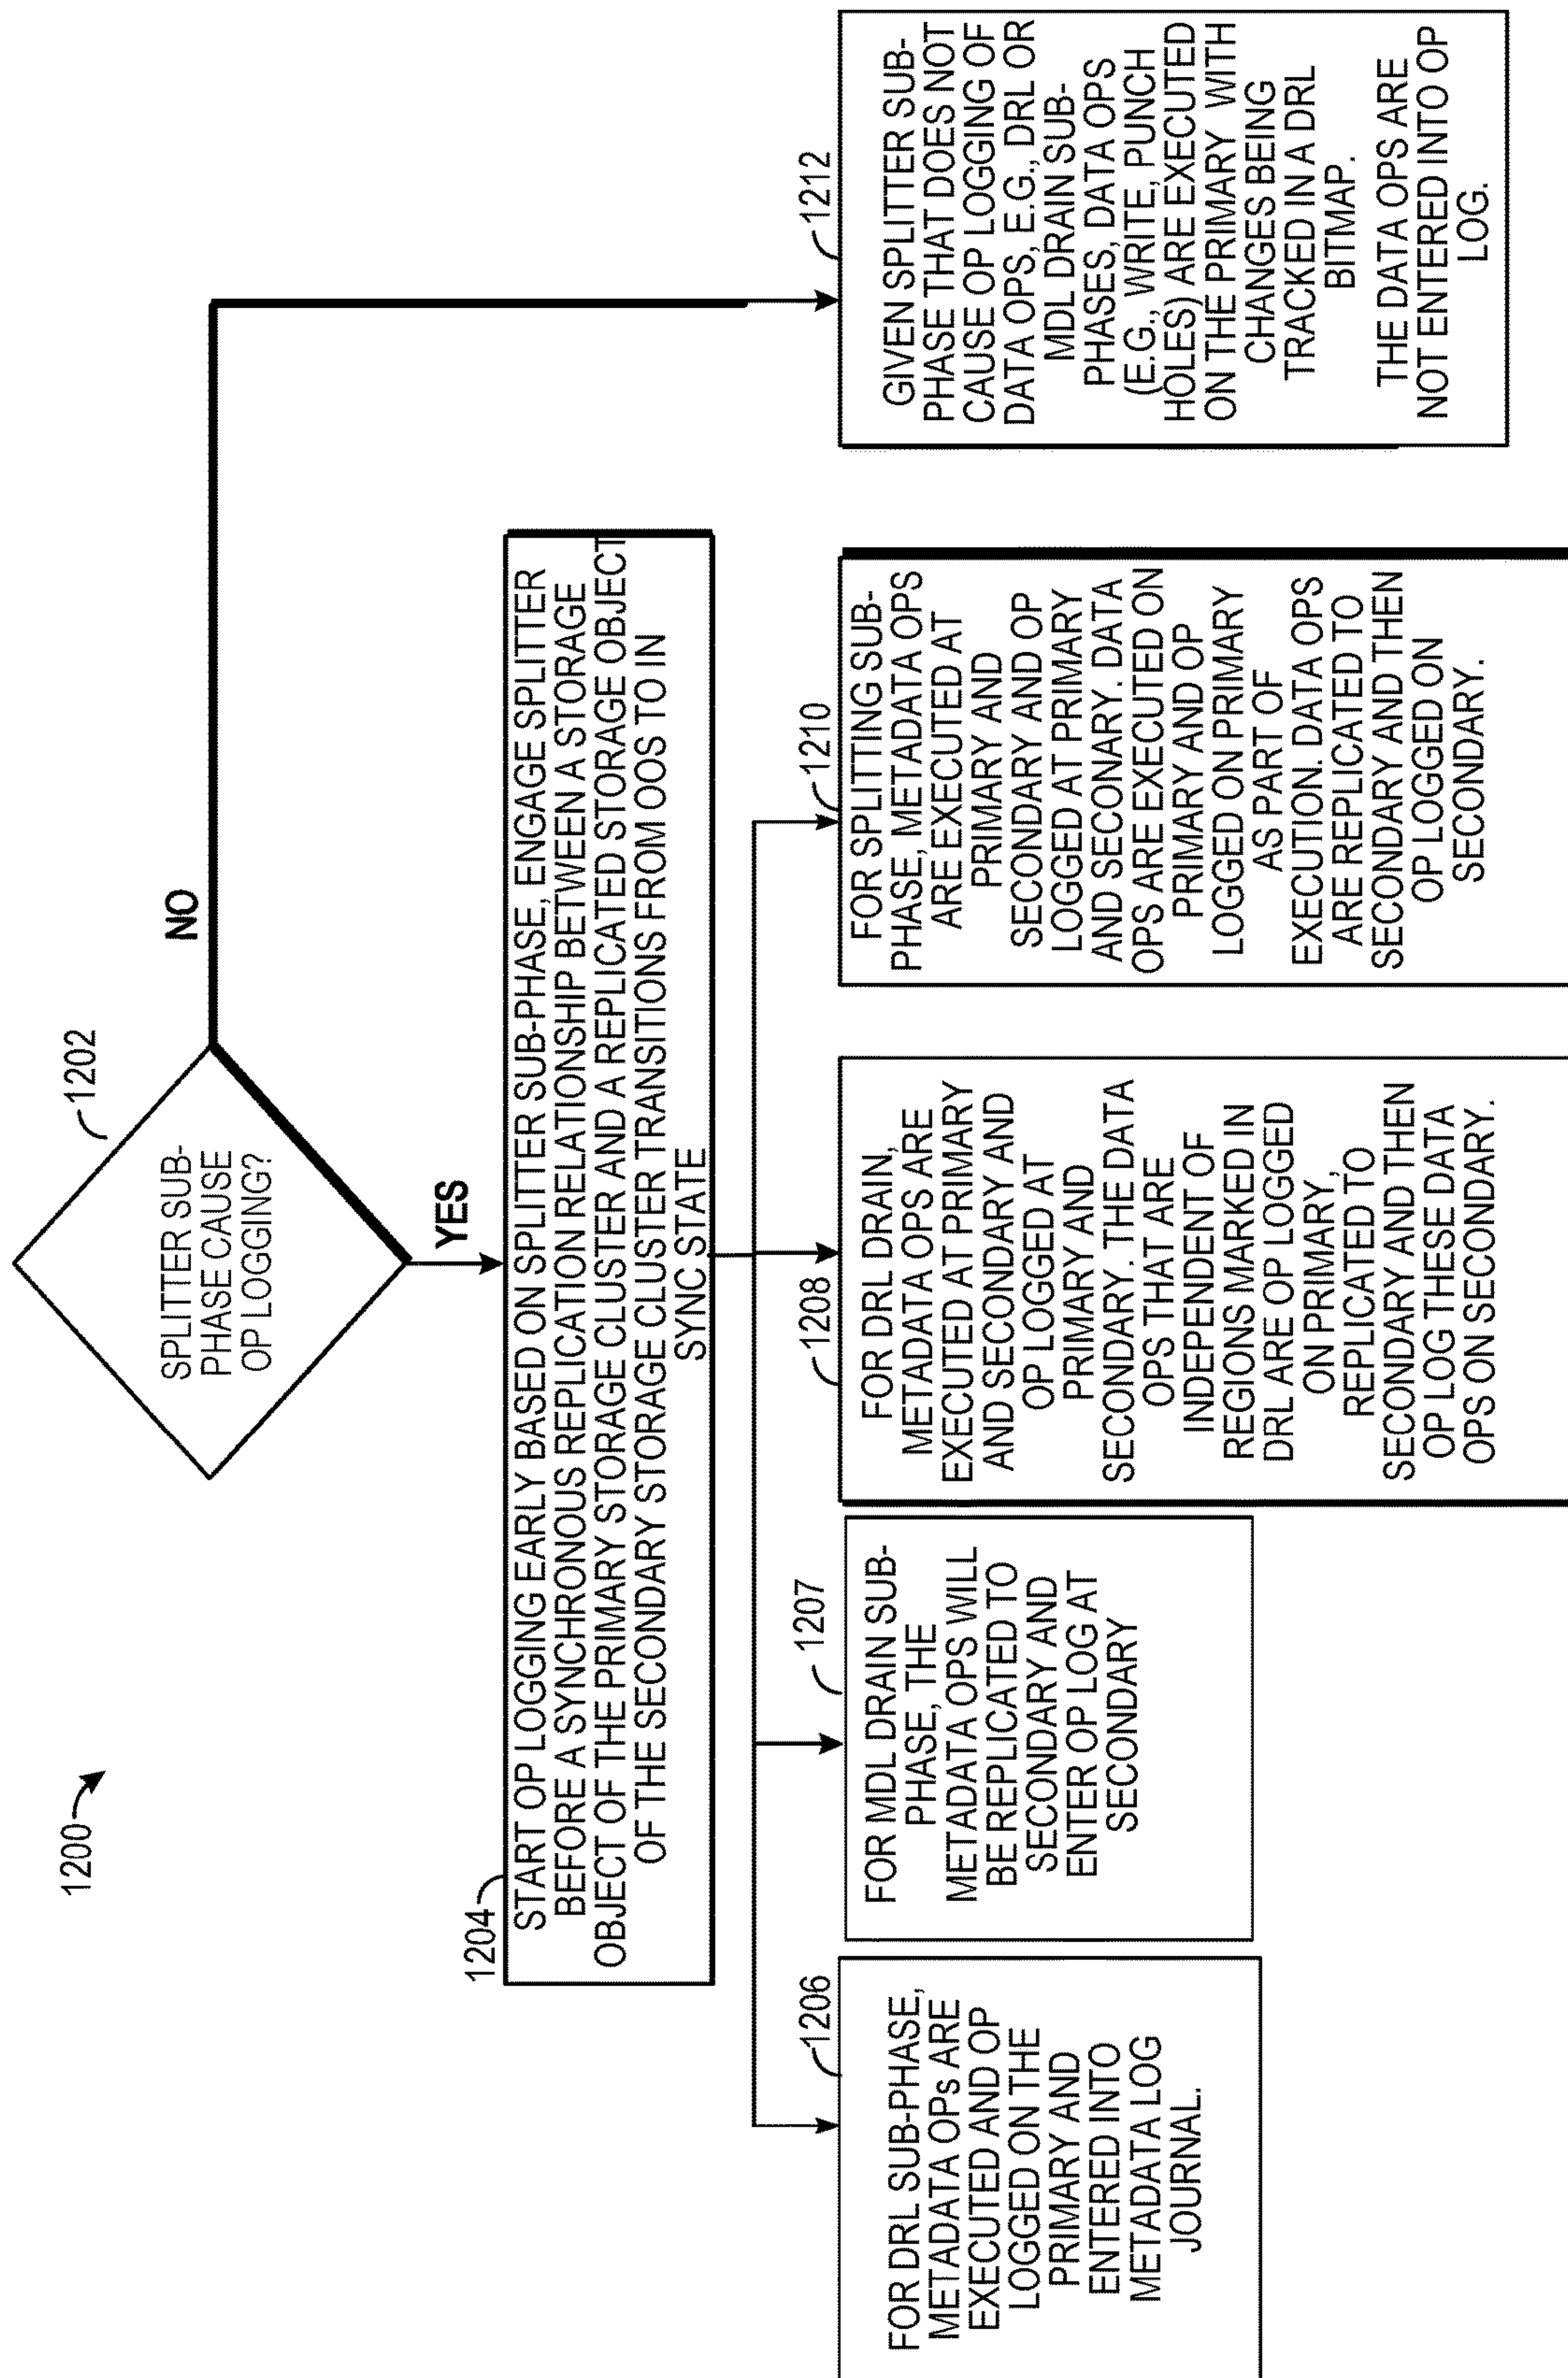 1200
1202
SPLITTER SUB-
PHASE CAUSE
OP LOGGING?
NO
YES
1204
START OP LOGGING EARLY BASED ON SPLITTER SUB-PHASE, ENGAGE SPLITTER
BEFORE A SYNCHRONOUS REPLICATION RELATIONSHIP BETWEEN A STORAGE
OBJECT OF THE PRIMARY STORAGE CLUSTER AND A REPLICATED STORAGE OBJECT
OF THE SECONDARY STORAGE CLUSTER TRANSITIONS FROM OOS TO IN
SYNC STATE
1206
FOR DRL SUB-PHASE,
METADATA OPs ARE
EXECUTED AND OP
LOGGED ON THE
PRIMARY AND
ENTERED INTO
METADATA LOG
JOURNAL.
1207
FOR MDL DRAIN SUB-
PHASE, THE
METADATA OPS WILL
BE REPLICATED TO
SECONDARY AND
ENTER OP LOG AT
SECONDARY
1208
FOR DRL DRAIN,
METADATA OPS ARE
EXECUTED AT PRIMARY
AND SECONDARY AND
OP LOGGED AT
PRIMARY AND
SECONDARY. THE DATA
OPS THAT ARE
INDEPENDENT OF
REGIONS MARKED IN
DRL ARE OP LOGGED
ON PRIMARY,
REPLICATED TO
SECONDARY AND THEN
OP LOG THESE DATA
OPS ON SECONDARY.
1210
FOR SPLITTING SUB-
PHASE, METADATA OPS
ARE EXECUTED AT
PRIMARY AND
SECONDARY AND OP
LOGGED AT PRIMARY
AND SECONARY. DATA
OPS ARE EXECUTED ON
PRIMARY AND OP
LOGGED ON PRIMARY
AS PART OF
EXECUTION. DATA OPS
ARE REPLICATED TO
SECONDARY AND THEN
OP LOGGED ON
SECONDARY.
1212
GIVEN SPLITTER SUB-
PHASE THAT DOES NOT
CAUSE OP LOGGING OF
DATA OPS, E.G., DRL OR
MDL DRAIN SUB-
PHASES, DATA OPS
(E.G., WRITE, PUNCH
HOLES) ARE EXECUTED
ON THE PRIMARY WITH
CHANGES BEING
TRACKED IN A DRL
BITMAP.
THE DATA OPS ARE
NOT ENTERED INTO OP
LOG.